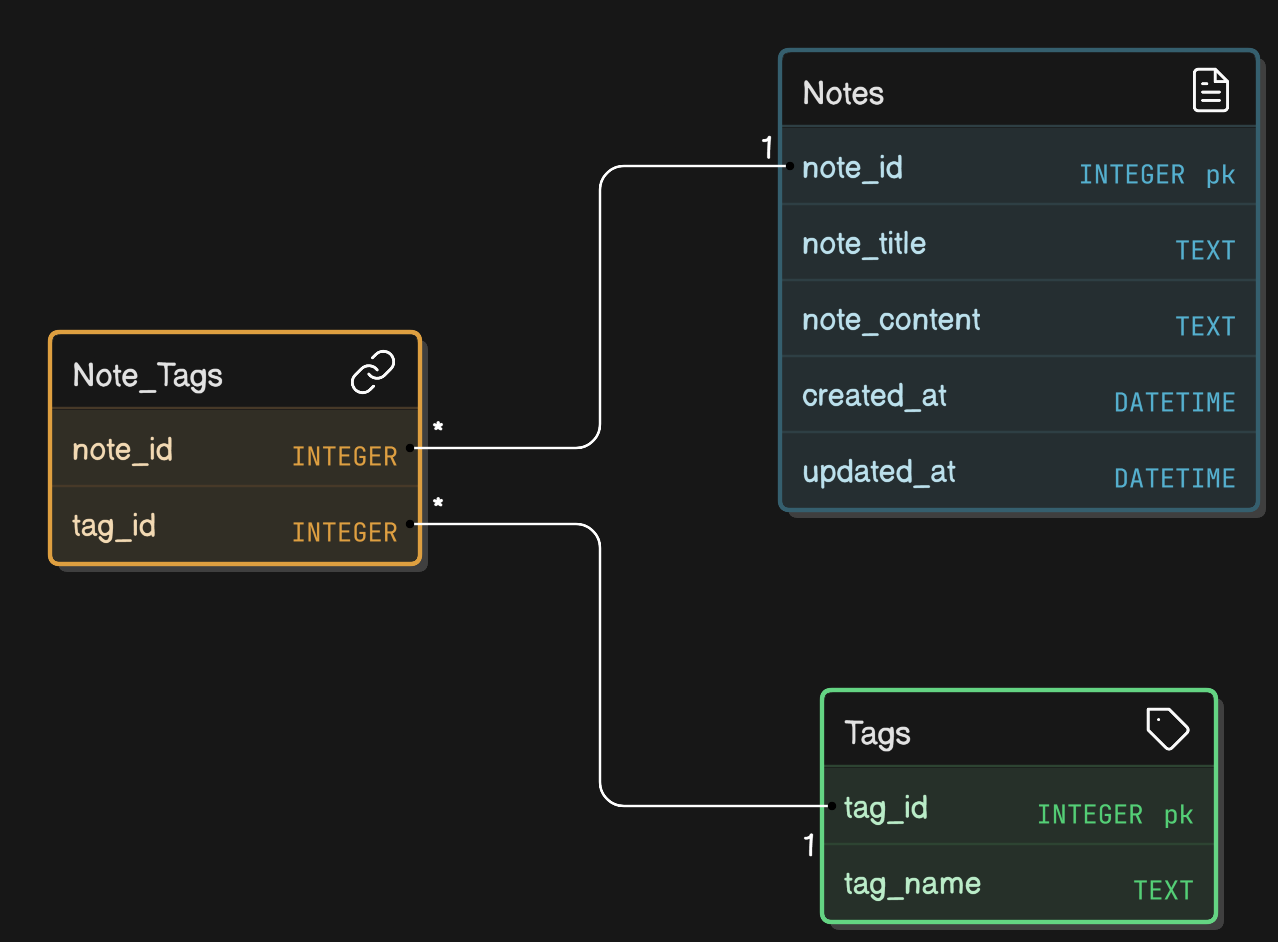 Notes
1
note_id INTEGER pk
note_title TEXT
note_content TEXT
created_at DATETIME
updated_at DATETIME
Note_Tags
*
note_id INTEGER
*
tag_id INTEGER
Tags
tag_id INTEGER pk
1
tag_name TEXT